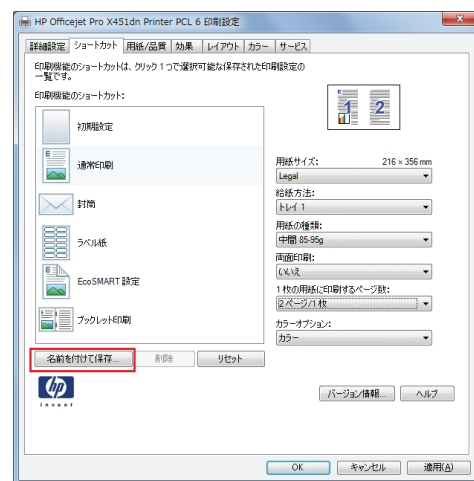 HP Officejet Pro X451dn Printer PCL 6 印刷設定
詳細設定 ショートカット 用紙/品質 効果 レイアウト カラー サービス
印刷機能のショートカットは、クリック 1 つで選択可能な保存された印刷設定の
一覧です。
印刷機能のショートカット:
初期設定
通常印刷
封筒
ラベル紙
EcoSMART 設定
ブックレット印刷
名前を付けて保存...
削除
リセット
1 2
用紙サイズ: 216 × 356 mm
Legal
給紙方法:
トレイ 1
用紙の種類:
中間 85-95g
両面印刷:
いいえ
1 枚の用紙に印刷するページ数:
2 ページ/1 枚
カラーオプション:
カラー
hp
invent
バージョン情報...
ヘルプ
OK
キャンセル
適用(A)